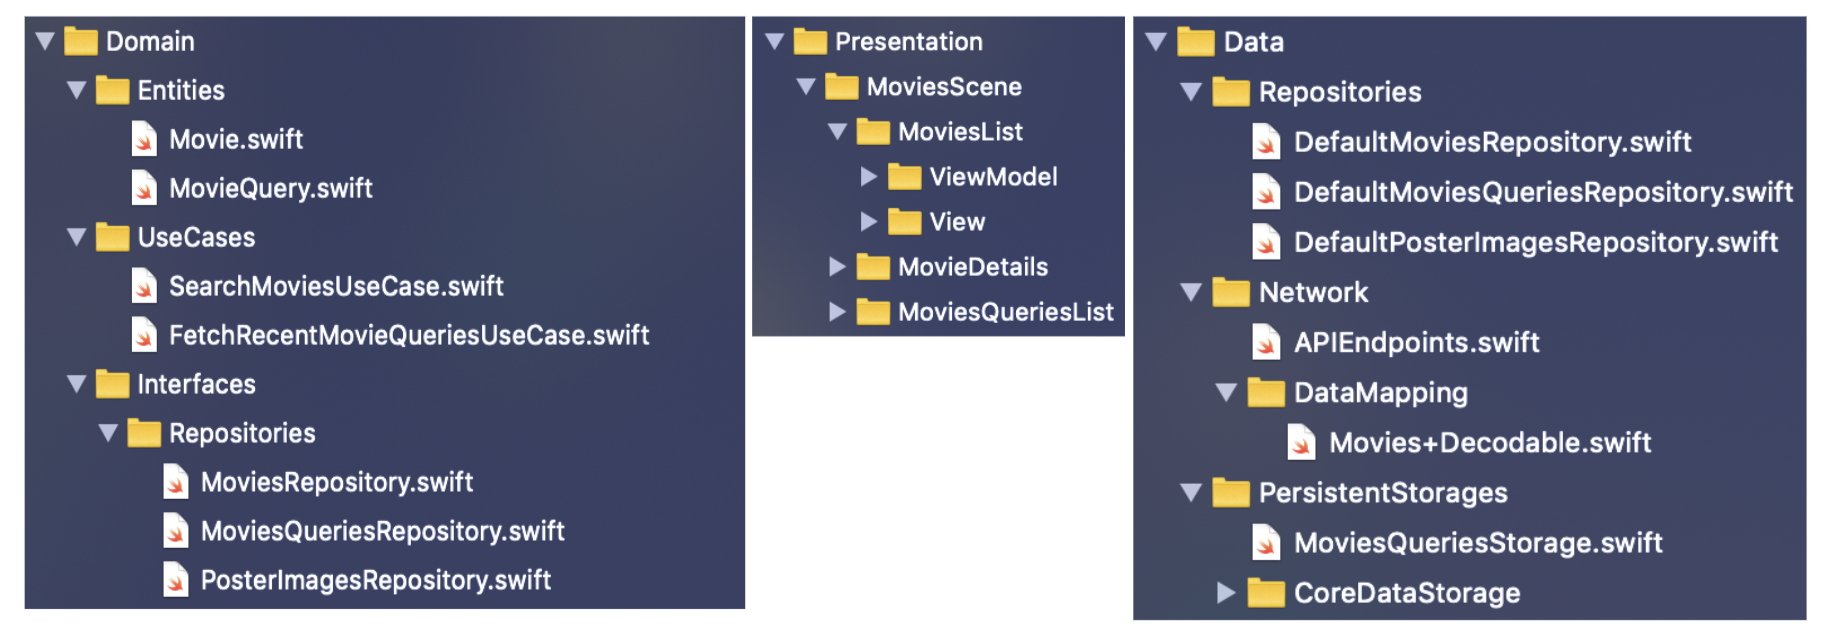 Domain
Entities
Movie.swift
MovieQuery.swift
UseCases
SearchMoviesUseCase.swift
FetchRecentMovieQueriesUseCase.swift
Interfaces
Repositories
MoviesRepository.swift
MoviesQueriesRepository.swift
PosterImagesRepository.swift
Presentation
MoviesScene
MoviesList
ViewModel
View
MovieDetails
MoviesQueriesList
Data
Repositories
DefaultMoviesRepository.swift
DefaultMoviesQueriesRepository.swift
DefaultPosterImagesRepository.swift
Network
APIEndpoints.swift
DataMapping
Movies+Decodable.swift
PersistentStorages
MoviesQueriesStorage.swift
CoreDataStorage